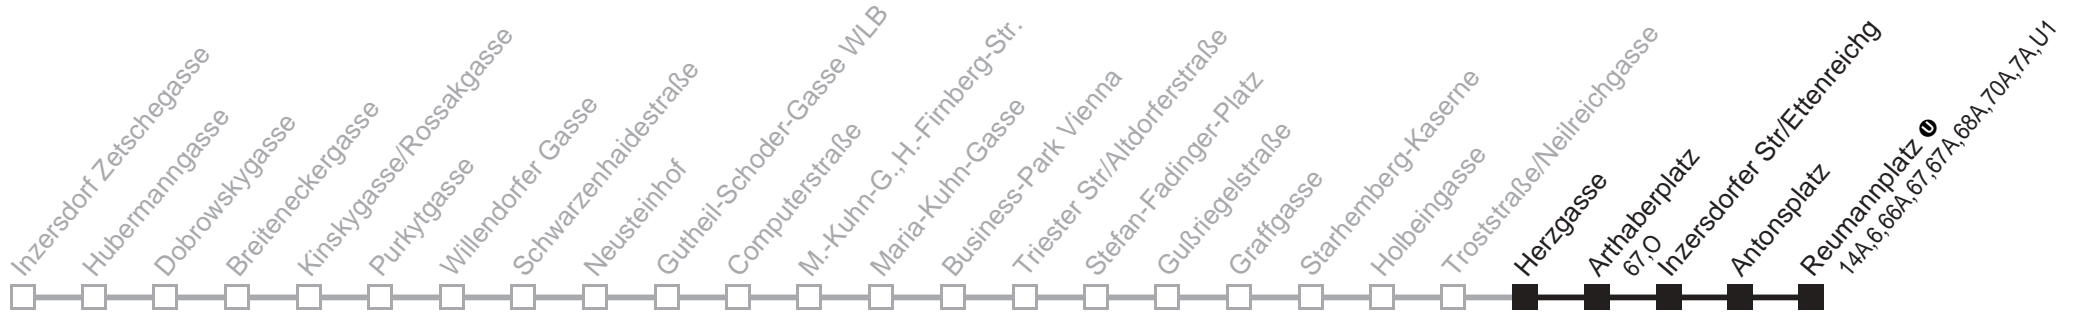 Inzersdorf Zetschegasse
Hubermanngasse
Dobrowskygasse
Breiteneckergasse
Kinskygasse/Rossakgasse
Purkytgasse
Willendorfer Gasse
Schwarzenhaidestraße
Neusteinhof
Gutheil-Schoder-Gasse WLB
Computerstraße
M.-Kuhn-G.,H.-Firnberg-Str.
Maria-Kuhn-Gasse
Business-Park Vienna
Triester Str/Altdorferstraße
Stefan-Fadinger-Platz
Gußriegelstraße
Graffgasse
Starhemberg-Kaserne
Holbeingasse
Troststraße/Neilreichgasse
Herzgasse
Arthaberplatz
67,O
Inzersdorfer Str/Ettenreichg
Antonsplatz
Reumannplatz U
14A,6,66A,67,67A,68A,70A,7A,U1